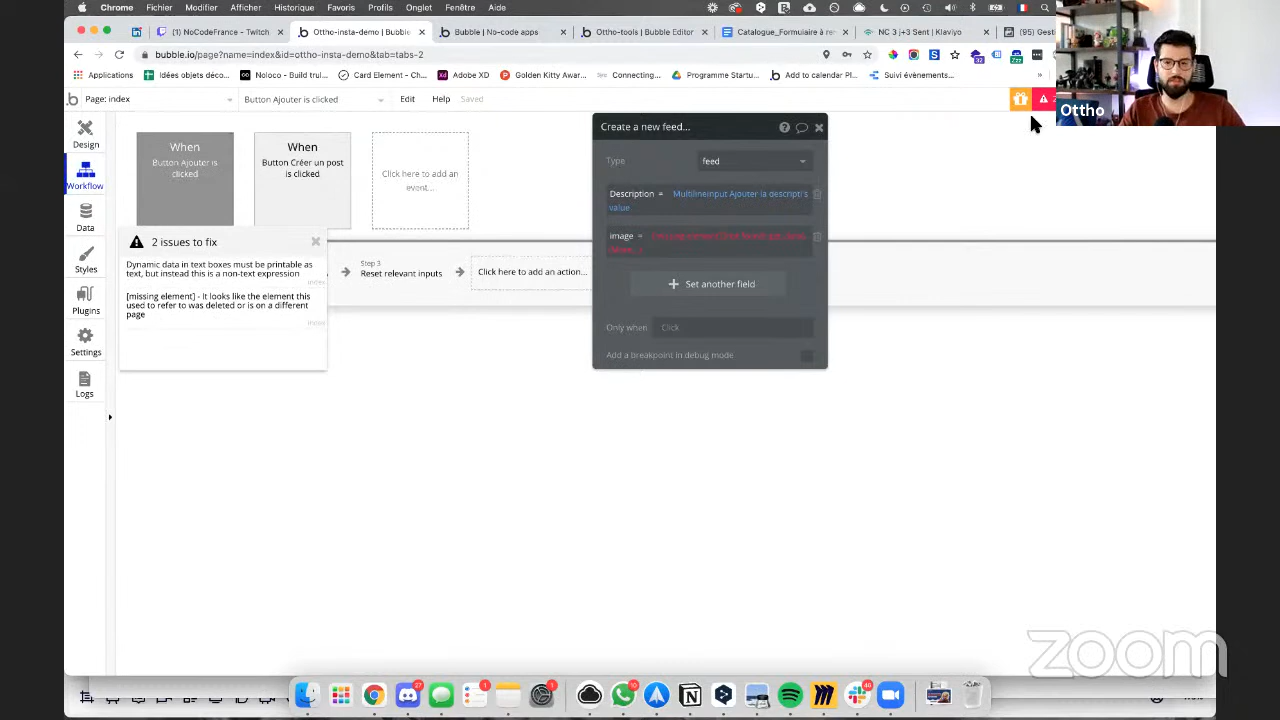 Chrome Fichier Modifier Afficher Historique Favoris Profils Onglet Fenêtre Aide
NoCodeFrance - Twitch
Ottho-insta-demo | Bubble
Bubble | No-code apps
Ottho-tools | Bubble Editor
Catalogue_Formulaire à r
NC 3 |+3 Sent | Klaviyo
(95) Gest
bubble.io/page?name=index&id=ottho-insta-demo&tab=tabs-2
Applications
Idées objets déco...
Noloco - Build trul...
Card Element - Ch...
Adobe XD
Golden Kitty Awar...
Connecting...
Programme Startu...
Add to calendar Pl...
Suivi évènements...
»
Page: index
Button Ajouter is clicked
Edit
Help
Saved
Ottho
Design
Workflow
Data
Styles
Plugins
Settings
Logs
When
Button Ajouter is
clicked
When
Button Créer un post
is clicked
Click here to add an
event...
2 issues to fix
Dynamic data in text boxes must be printable as
text, but instead this is a non-text expression
index
[missing element] - It looks like the element this
used to refer to was deleted or is on a different
page
index
Step 3
Reset relevant inputs
Click here to add an action...
Create a new feed...
Type
feed
Description =
MultilineInput Ajouter la descripti's
value
image =
Set another field
Only when
Click
Add a breakpoint in debug mode
zoom